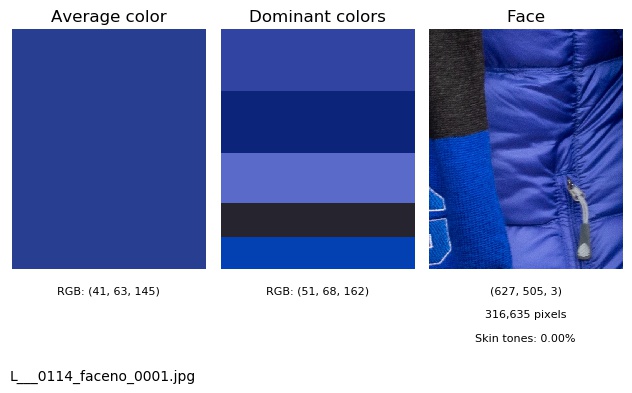 Average color
Dominant colors
Face
RGB: (41, 63, 145)
RGB: (51, 68, 162)
(627, 505, 3)
316,635 pixels
Skin tones: 0.00%
L___0114_faceno_0001.jpg